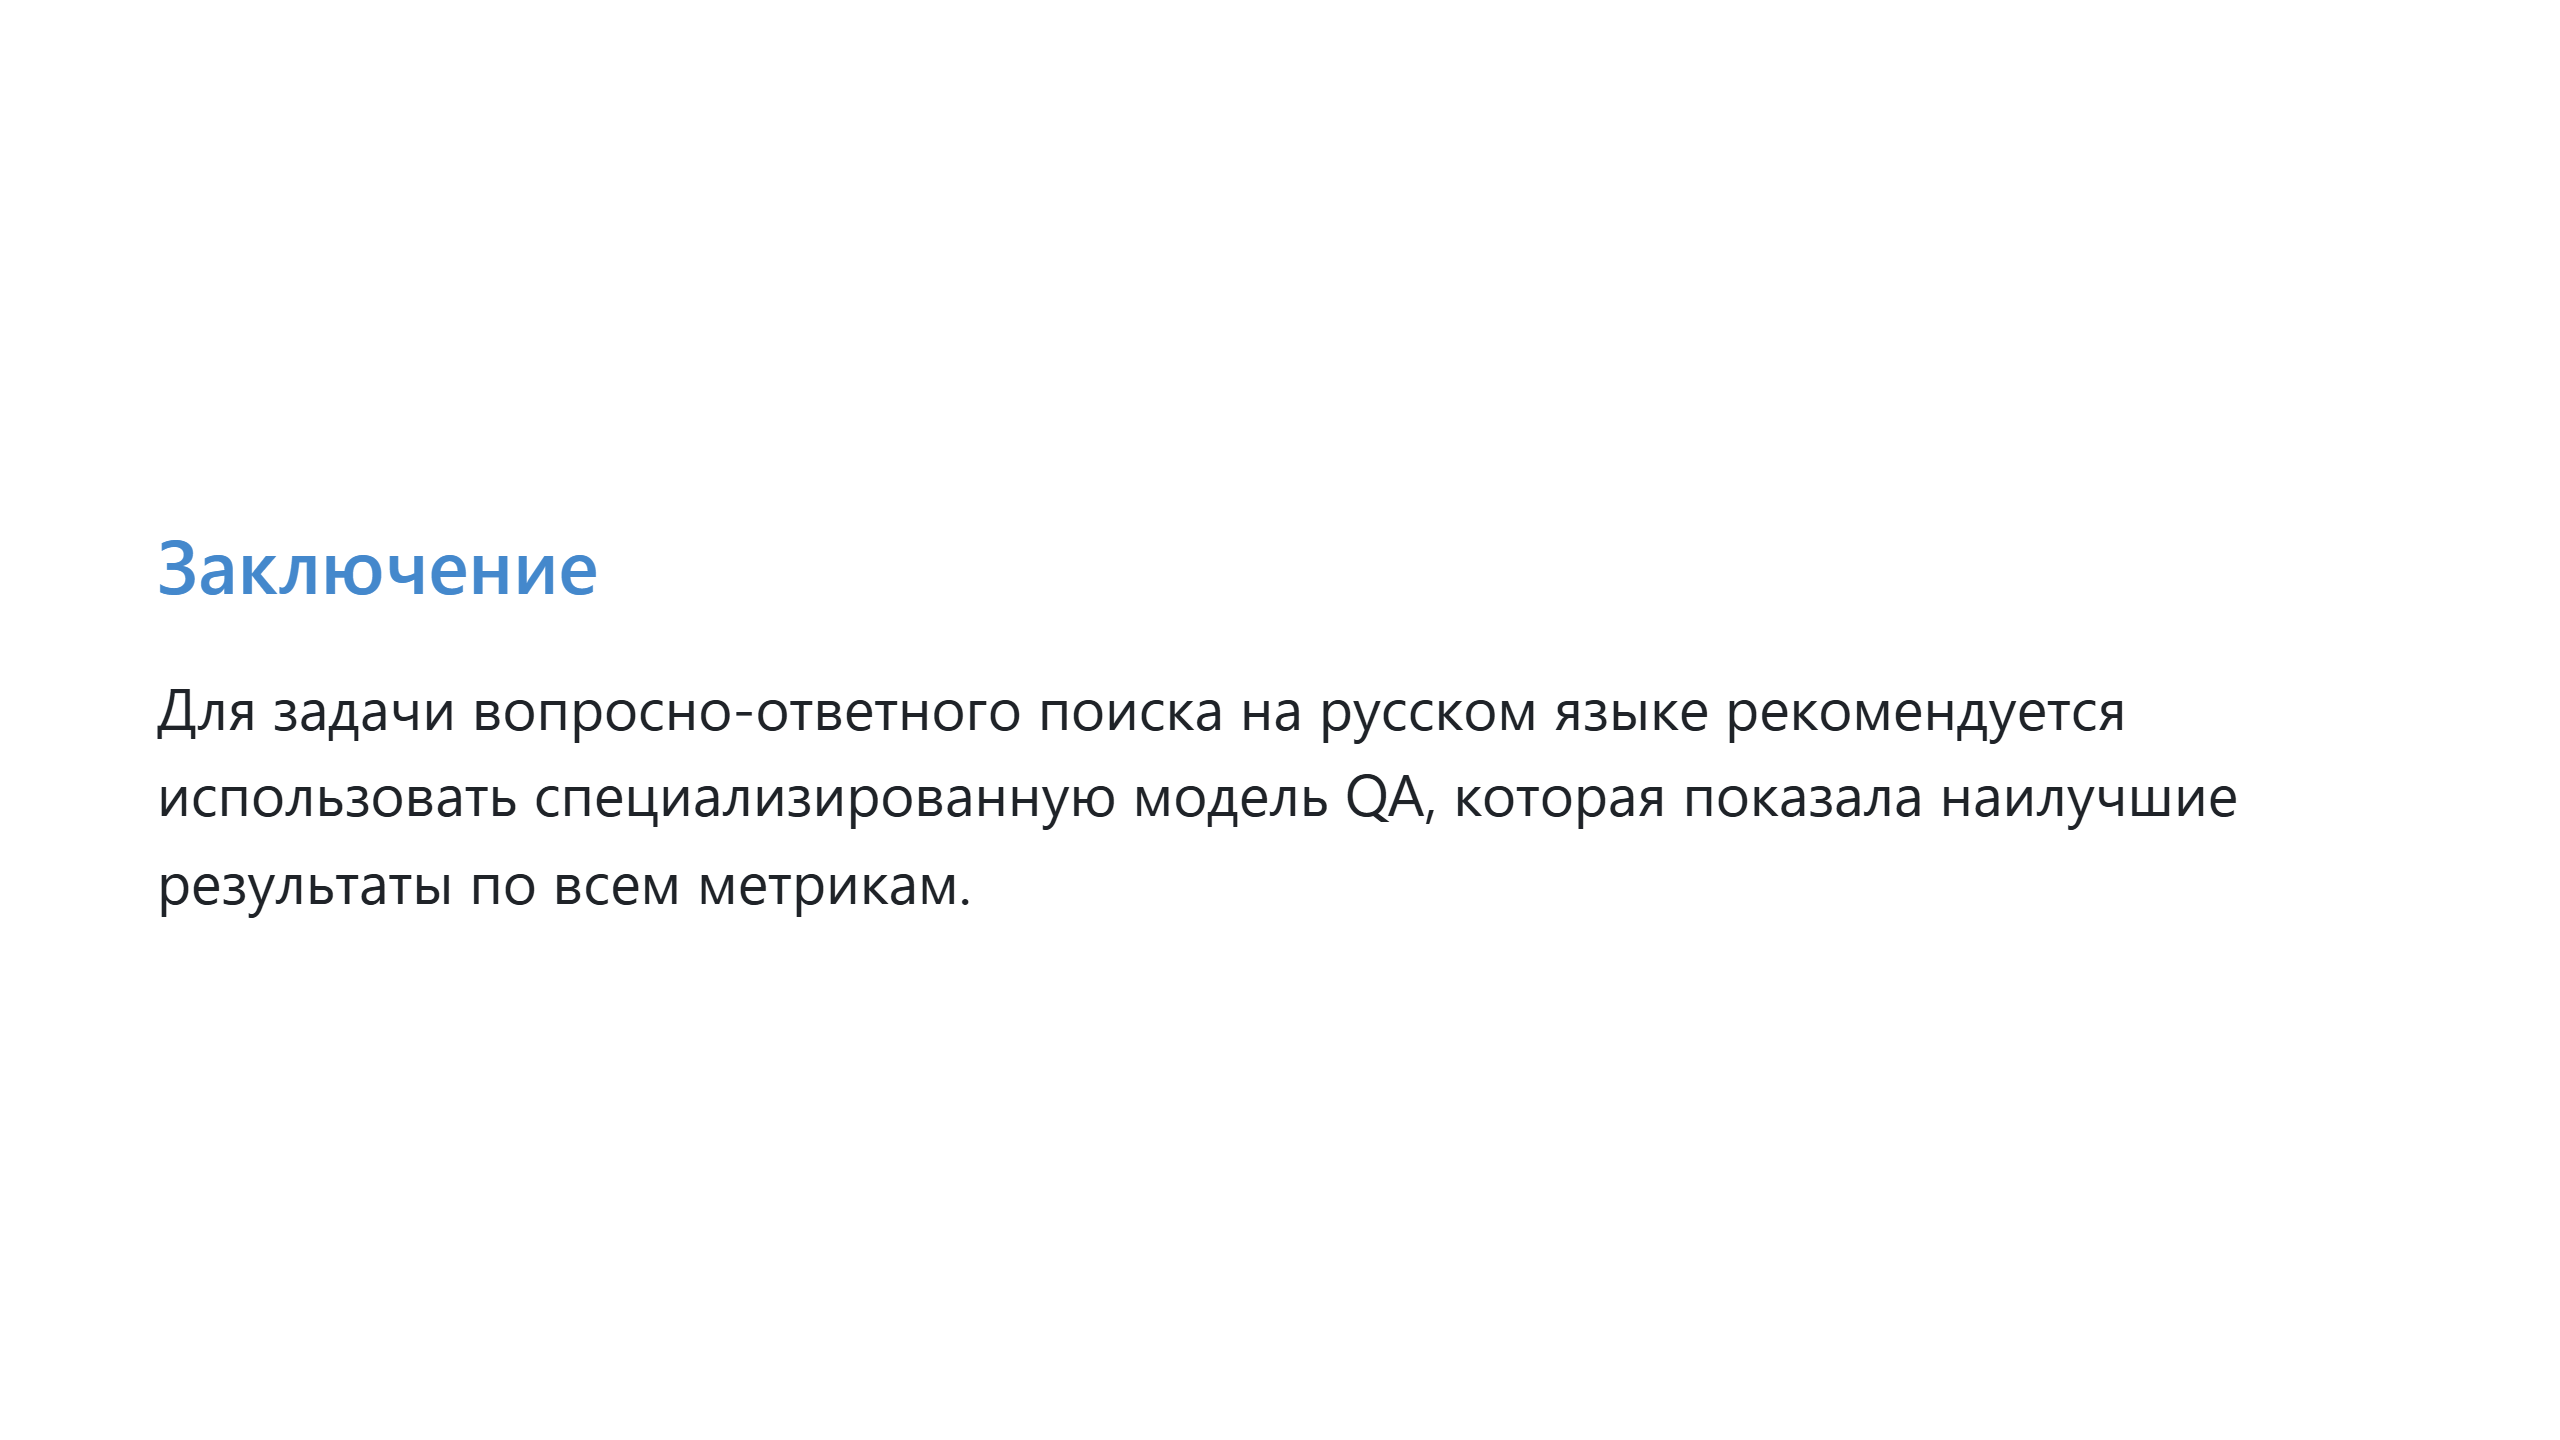 Заключение
Для задачи вопросно-ответного поиска на русском языке рекомендуется
использовать специализированную модель QA, которая показала наилучшие
результаты по всем метрикам.